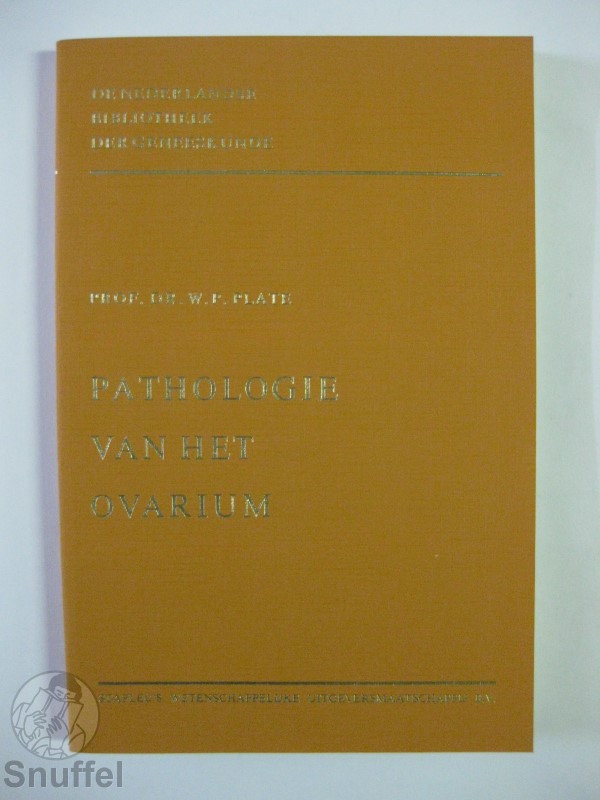 DE NEDERLANDSE
BIBLIOTHEEK
DER GENEESKUNDE
PROF. DR. W. P. PLATE
PATHOLOGIE
VAN HET
OVARIUM
STAFLEU'S WETENSCHAPPELIJKE UITGEVERSMAATSCHAPPIJ B.V.
Snuffel